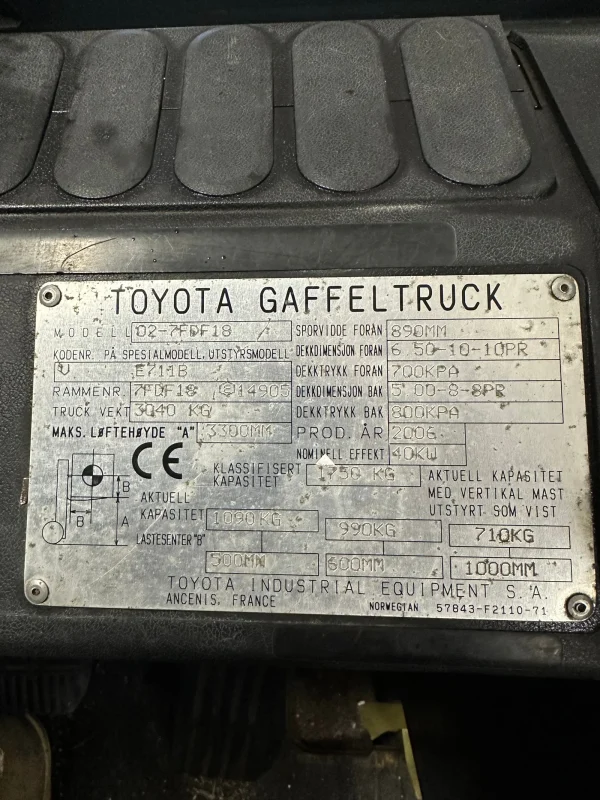 TOYOTA GAFFELTRUCK
MODELL 02-7FDF18
SPORVIDDE FORAN 890MM
KODENR. PÅ SPESIALMODELL, UTSTYRSMODELL
DEKKDIMENSJON FORAN 6.50-10-10PR
V E711B
DEKKTRYKK FORAN 700KPA
RAMMENR. 7FDF18 14905
DEKKDIMENSJON BAK 5.00-8-8PR
TRUCK VEKT 3040 KG
DEKKTRYKK BAK 800KPA
MAKS. LØFTEHØYDE "A" 3300MM
PROD. ÅR 2006
NOMINELL EFFEKT 40KW
CE
KLASSIFISERT KAPASITET 1750 KG
AKTUELL KAPASITET
MED VERTIKAL MAST
UTSTYRT SOM VIST
B
B
A
AKTUELL
KAPASITET 1090KG 990KG 710KG
LASTESENTER "B" 500MM 600MM 1000MM
TOYOTA INDUSTRIAL EQUIPMENT S.A.
ANCENIS, FRANCE
NORWEGIAN 57843-F2110-71